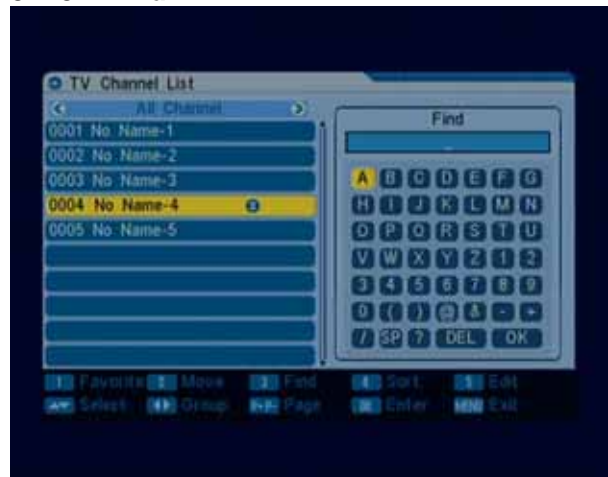 TV Channel List
All Channel
0001 No Name-1
0002 No Name-2
0003 No Name-3
0004 No Name-4
0005 No Name-5
Find
_
A B C D E F G
H I J K L M N
O P Q R S T U
V W X Y Z 1 2
3 4 5 6 7 8 9
0 ( ) @ & - +
/ SP ? DEL OK
1 Favorite 2 Move 3 Find 4 Sort 5 Edit
Select Group P+/P- Page OK Enter MENU Exit